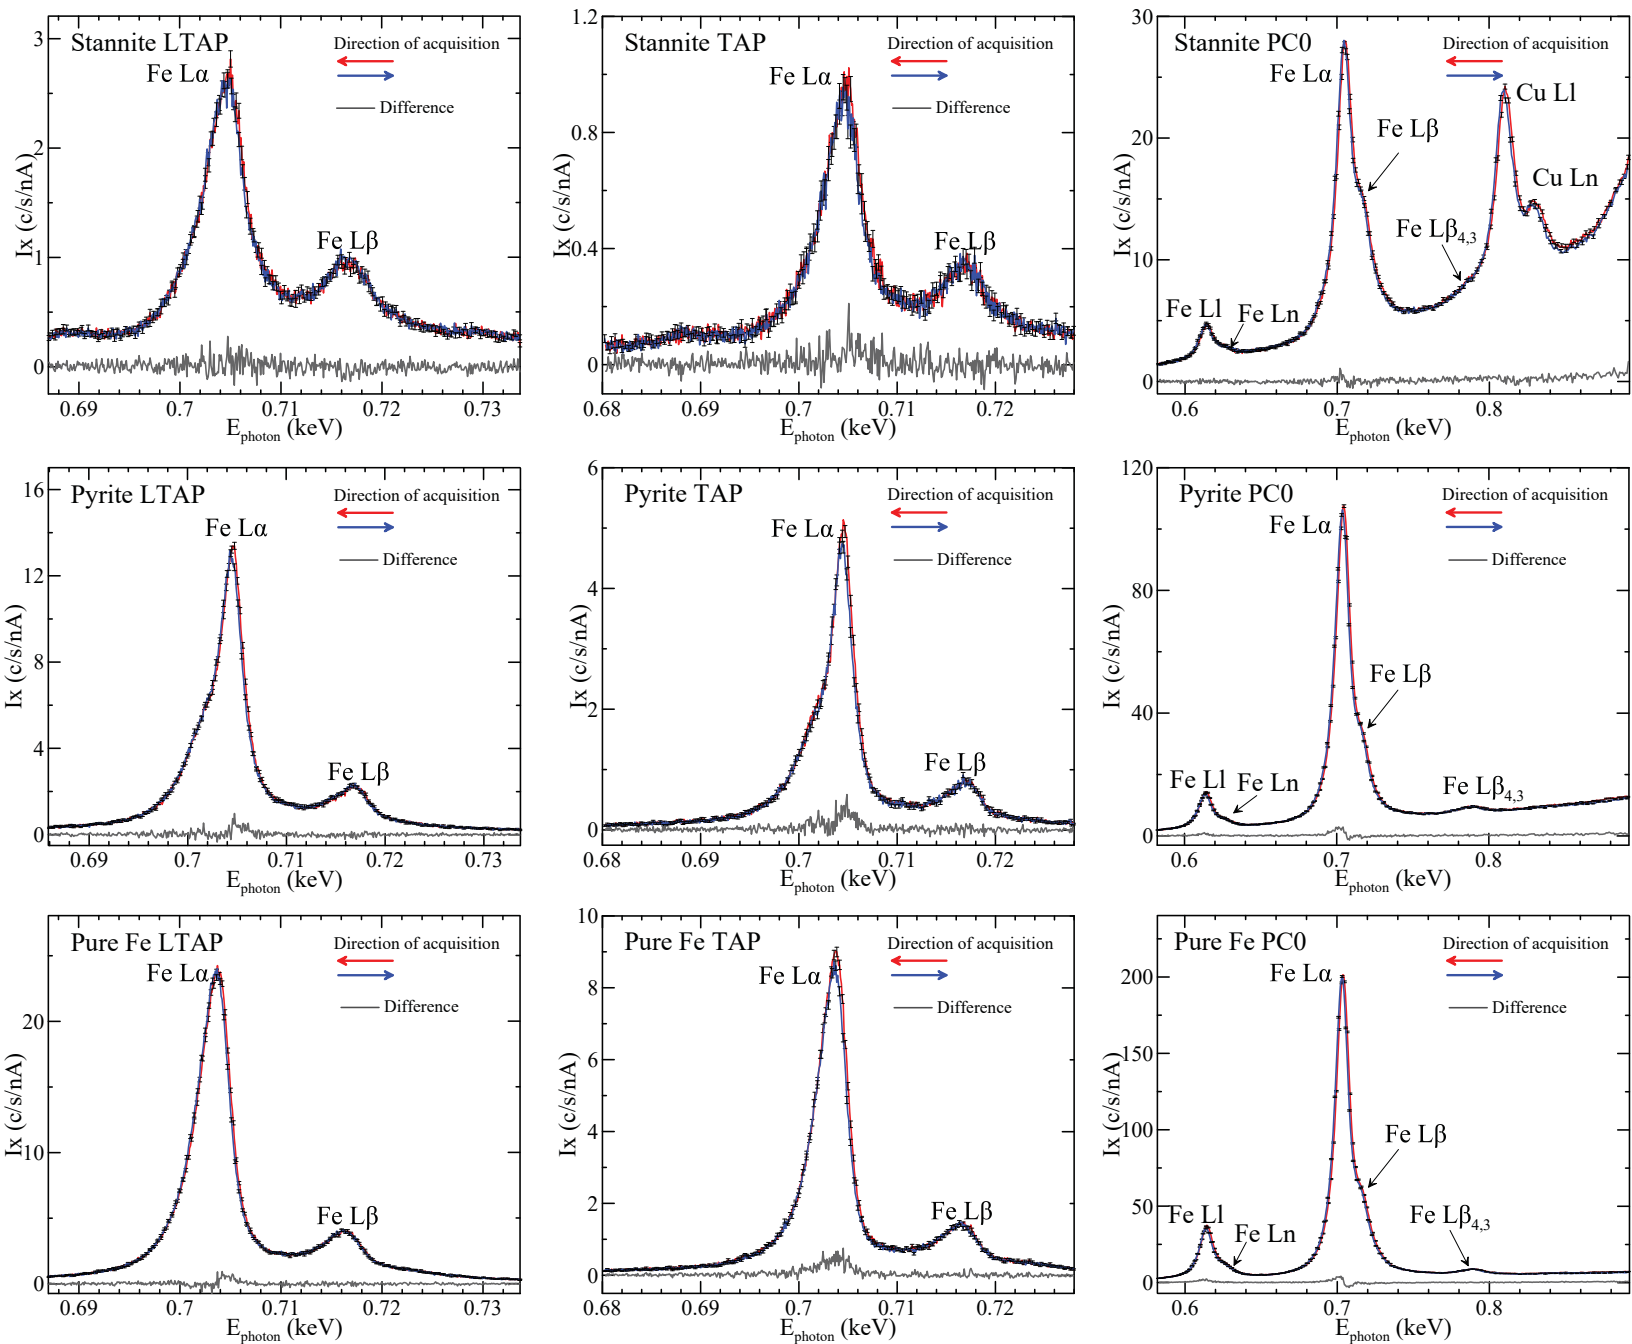 Stannite LTAP
Direction of acquisition
Fe Lα
Difference
Fe Lβ
Ix (c/s/nA)
3
2
1
0
0.69 0.7 0.71 0.72 0.73
E_photon (keV)
Stannite TAP
Direction of acquisition
Fe Lα
Difference
Fe Lβ
Ix (c/s/nA)
1.2
0.8
0.4
0
0.68 0.69 0.7 0.71 0.72
E_photon (keV)
Stannite PC0
Direction of acquisition
Fe Lα
Cu Ll
Difference
Fe Lβ
Cu Ln
Fe Lβ4,3
Fe Ll
Fe Ln
Ix (c/s/nA)
30
20
10
0
0.6 0.7 0.8
E_photon (keV)
Pyrite LTAP
Direction of acquisition
Fe Lα
Difference
Fe Lβ
Ix (c/s/nA)
16
12
8
4
0
0.69 0.7 0.71 0.72 0.73
E_photon (keV)
Pyrite TAP
Direction of acquisition
Fe Lα
Difference
Fe Lβ
Ix (c/s/nA)
6
4
2
0
0.68 0.69 0.7 0.71 0.72
E_photon (keV)
Pyrite PC0
Direction of acquisition
Fe Lα
Difference
Fe Lβ
Fe Ll
Fe Ln
Fe Lβ4,3
Ix (c/s/nA)
120
80
40
0
0.6 0.7 0.8
E_photon (keV)
Pure Fe LTAP
Direction of acquisition
Fe Lα
Difference
Fe Lβ
Ix (c/s/nA)
20
10
0
0.69 0.7 0.71 0.72 0.73
E_photon (keV)
Pure Fe TAP
Direction of acquisition
Fe Lα
Difference
Fe Lβ
Ix (c/s/nA)
10
8
6
4
2
0
0.68 0.69 0.7 0.71 0.72
E_photon (keV)
Pure Fe PC0
Direction of acquisition
Fe Lα
Difference
Fe Lβ
Fe Ll
Fe Ln
Fe Lβ4,3
Ix (c/s/nA)
200
150
100
50
0
0.6 0.7 0.8
E_photon (keV)